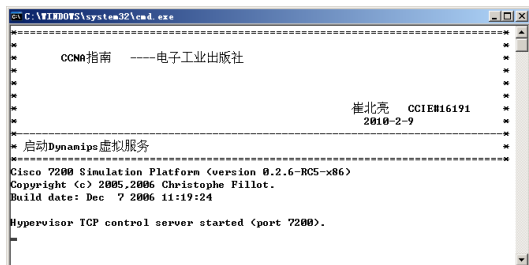 C:\WINDOWS\system32\cmd.exe
*==============================================================*
* CCNA指南 ----电子工业出版社 *
* *
* *
* *
* 崔北亮 CCIE#16191 *
* 2010-2-9 *
*--------------------------------------------------------------*
* 启动Dynamips虚拟服务 *
*==============================================================*
Cisco 7200 Simulation Platform (version 0.2.6-RC5-x86)
Copyright (c) 2005,2006 Christophe Fillot.
Build date: Dec 7 2006 11:19:24
Hypervisor TCP control server started (port 7200).